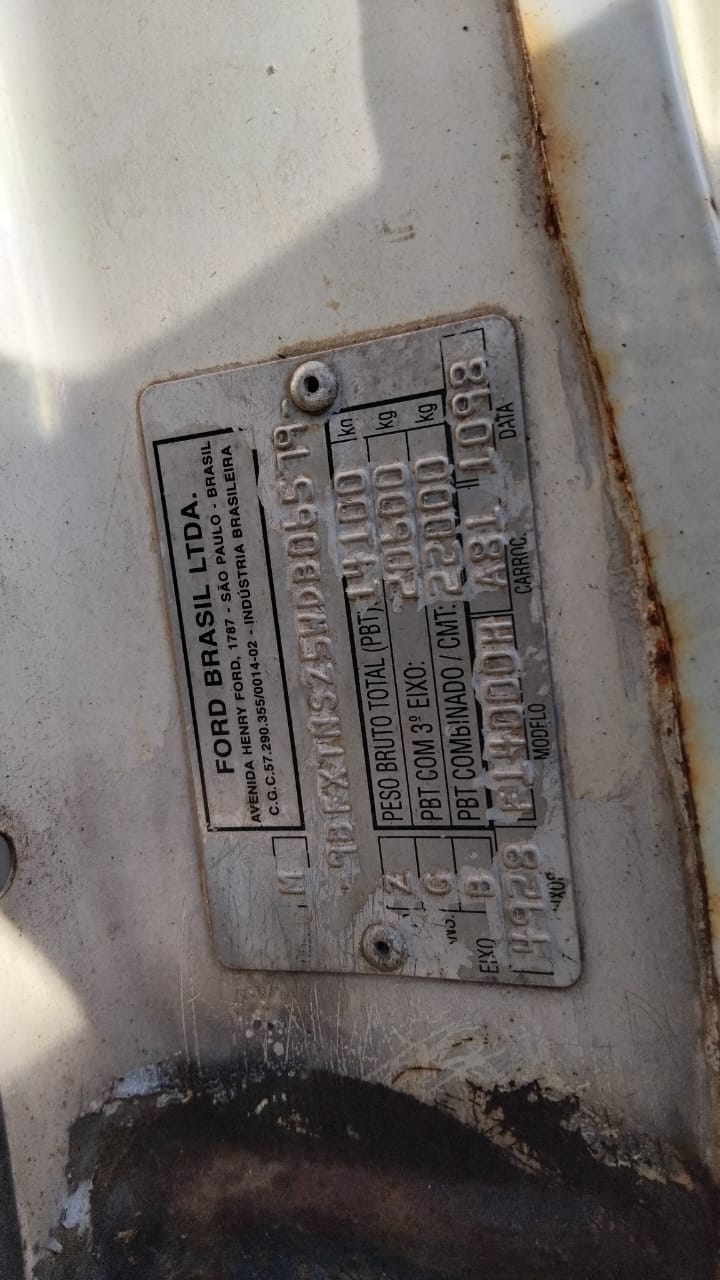 FORD BRASIL LTDA.
AVENIDA HENRY FORD, 1787 - SÃO PAULO - BRASIL
C.G.C.57.290.355/0014-02 - INDÚSTRIA BRASILEIRA
M
9BFXTNSZ5WDB06579
Z
PESO BRUTO TOTAL (PBT) 14100 kg
G
PBT COM 3º EIXO: 20600 kg
B
PBT COMBINADO / CMT: 22000 kg
EIXO
4928 F14000H A8L 1098
MODELO CARROC. DATA